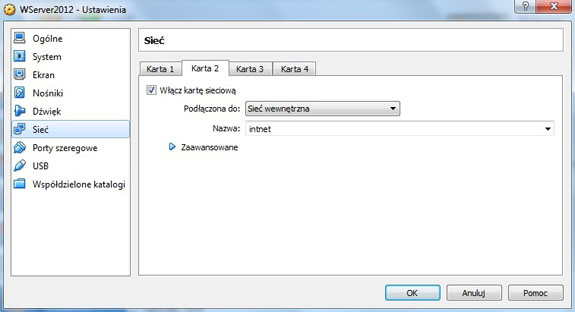 WServer2012 - Ustawienia
Ogólne
System
Ekran
Nośniki
Dźwięk
Sieć
Porty szeregowe
USB
Współdzielone katalogi
Sieć
Karta 1 Karta 2 Karta 3 Karta 4
Włącz kartę sieciową
Podłączona do: Sieć wewnętrzna
Nazwa: intnet
Zaawansowane
OK Anuluj Pomoc